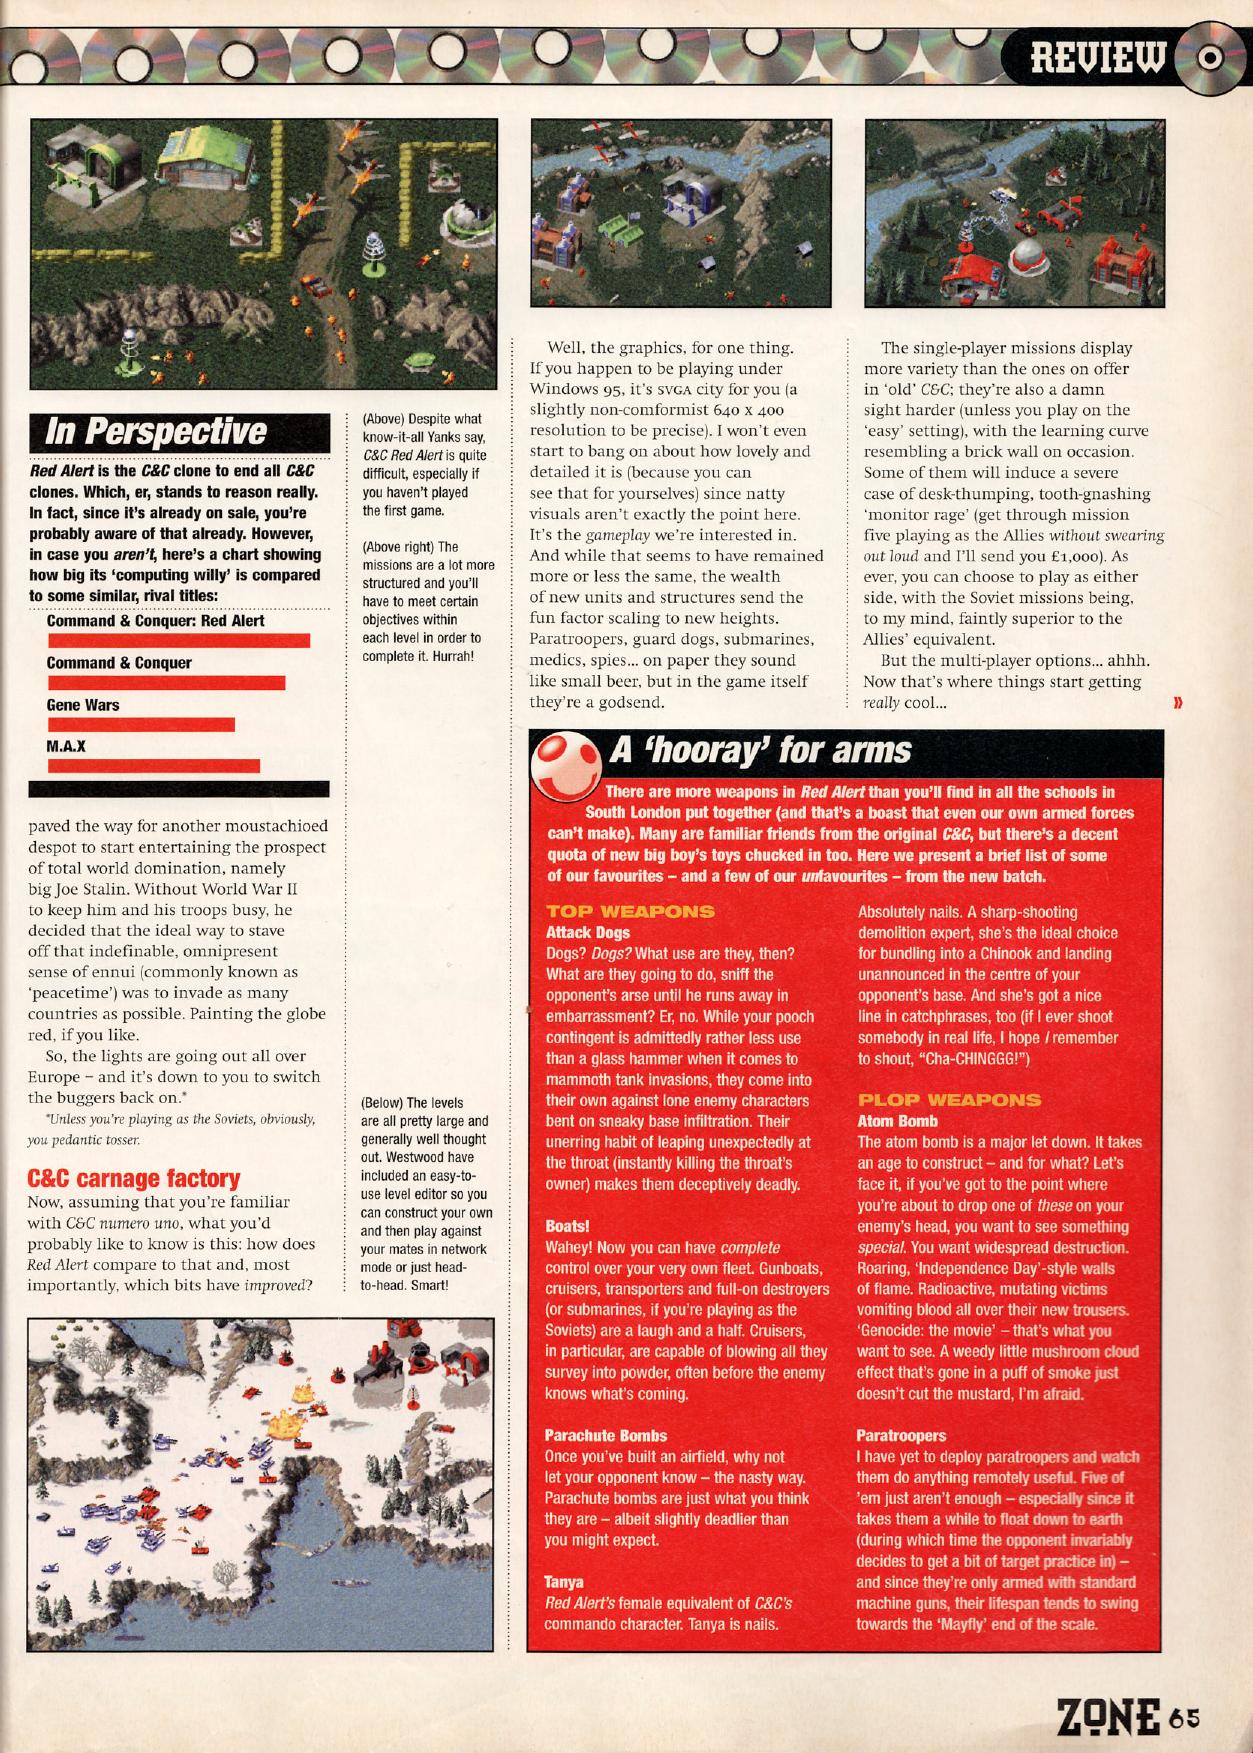 REVIEW
In Perspective
Red Alert is the C&C clone to end all C&C
clones. Which, er, stands to reason really.
In fact, since it's already on sale, you're
probably aware of that already. However,
in case you aren't, here's a chart showing
how big its 'computing willy' is compared
to some similar, rival titles:
Command & Conquer: Red Alert
Command & Conquer
Gene Wars
M.A.X
paved the way for another moustachioed
despot to start entertaining the prospect
of total world domination, namely
big Joe Stalin. Without World War II
to keep him and his troops busy, he
decided that the ideal way to stave
off that indefinable, omnipresent
sense of ennui (commonly known as
'peacetime') was to invade as many
countries as possible. Painting the globe
red, if you like.
So, the lights are going out all over
Europe – and it's down to you to switch
the buggers back on.*
*Unless you're playing as the Soviets, obviously,
you pedantic tosser.
C&C carnage factory
Now, assuming that you're familiar
with C&C numero uno, what you'd
probably like to know is this: how does
Red Alert compare to that and, most
importantly, which bits have improved?
(Above) Despite what
know-it-all Yanks say,
C&C Red Alert is quite
difficult, especially if
you haven't played
the first game.
(Above right) The
missions are a lot more
structured and you'll
have to meet certain
objectives within
each level in order to
complete it. Hurrah!
(Below) The levels
are all pretty large and
generally well thought
out. Westwood have
included an easy-to-
use level editor so you
can construct your own
and then play against
your mates in network
mode or just head-
to-head. Smart!
Well, the graphics, for one thing.
If you happen to be playing under
Windows 95, it's SVGA city for you (a
slightly non-comformist 640 x 400
resolution to be precise). I won't even
start to bang on about how lovely and
detailed it is (because you can
see that for yourselves) since natty
visuals aren't exactly the point here.
It's the gameplay we're interested in.
And while that seems to have remained
more or less the same, the wealth
of new units and structures send the
fun factor scaling to new heights.
Paratroopers, guard dogs, submarines,
medics, spies... on paper they sound
like small beer, but in the game itself
they're a godsend.
The single-player missions display
more variety than the ones on offer
in 'old' C&C; they're also a damn
sight harder (unless you play on the
'easy' setting), with the learning curve
resembling a brick wall on occasion.
Some of them will induce a severe
case of desk-thumping, tooth-gnashing
'monitor rage' (get through mission
five playing as the Allies without swearing
out loud and I'll send you £1,000). As
ever, you can choose to play as either
side, with the Soviet missions being,
to my mind, faintly superior to the
Allies' equivalent.
But the multi-player options... ahhh.
Now that's where things start getting
really cool...
»
A 'hooray' for arms
There are more weapons in Red Alert than you'll find in all the schools in
South London put together (and that's a boast that even our own armed forces
can't make). Many are familiar friends from the original C&C, but there's a decent
quota of new big boy's toys chucked in too. Here we present a brief list of some
of our favourites – and a few of our unfavourites – from the new batch.
TOP WEAPONS
Attack Dogs
Dogs? Dogs? What use are they, then?
What are they going to do, sniff the
opponent's arse until he runs away in
embarrassment? Er, no. While your pooch
contingent is admittedly rather less use
than a glass hammer when it comes to
mammoth tank invasions, they come into
their own against lone enemy characters
bent on sneaky base infiltration. Their
unerring habit of leaping unexpectedly at
the throat (instantly killing the throat's
owner) makes them deceptively deadly.
Boats!
Wahey! Now you can have complete
control over your very own fleet. Gunboats,
cruisers, transporters and full-on destroyers
(or submarines, if you're playing as the
Soviets) are a laugh and a half. Cruisers,
in particular, are capable of blowing all they
survey into powder, often before the enemy
knows what's coming.
Parachute Bombs
Once you've built an airfield, why not
let your opponent know – the nasty way.
Parachute bombs are just what you think
they are – albeit slightly deadlier than
you might expect.
Tanya
Red Alert's female equivalent of C&C's
commando character. Tanya is nails.
Absolutely nails. A sharp-shooting
demolition expert, she's the ideal choice
for bundling into a Chinook and landing
unannounced in the centre of your
opponent's base. And she's got a nice
line in catchphrases, too (if I ever shoot
somebody in real life, I hope I remember
to shout, "Cha-CHINGGG!")
PLOP WEAPONS
Atom Bomb
The atom bomb is a major let down. It takes
an age to construct – and for what? Let's
face it, if you've got to the point where
you're about to drop one of these on your
enemy's head, you want to see something
special. You want widespread destruction.
Roaring, 'Independence Day'-style walls
of flame. Radioactive, mutating victims
vomiting blood all over their new trousers.
'Genocide: the movie' – that's what you
want to see. A weedy little mushroom cloud
effect that's gone in a puff of smoke just
doesn't cut the mustard, I'm afraid.
Paratroopers
I have yet to deploy paratroopers and watch
them do anything remotely useful. Five of
'em just aren't enough – especially since it
takes them a while to float down to earth
(during which time the opponent invariably
decides to get a bit of target practice in) –
and since they're only armed with standard
machine guns, their lifespan tends to swing
towards the 'Mayfly' end of the scale.
ZONE 65